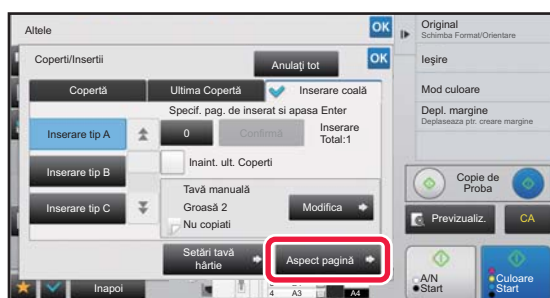 Altele
OK
Coperti/Insertii
Anulaţi tot
OK
Copertă
Ultima Copertă
Inserare coală
Specif. pag. de inserat si apasa Enter
Inserare tip A
0
Confirmă
Inserare
Total:1
Inaint. ult. Coperti
Inserare tip B
Inserare tip C
Tavă manuală
Groasă 2
Nu copiati
Modifica
Setări tavă
hârtie
Aspect pagină
Inapoi
4
A3
A4
Original
Schimba Format/Orientare
Ieşire
Mod culoare
Depl. margine
Deplaseaza ptr. creare margine
Copie de
Proba
Previzualiz.
CA
A/N
Start
Culoare
Start